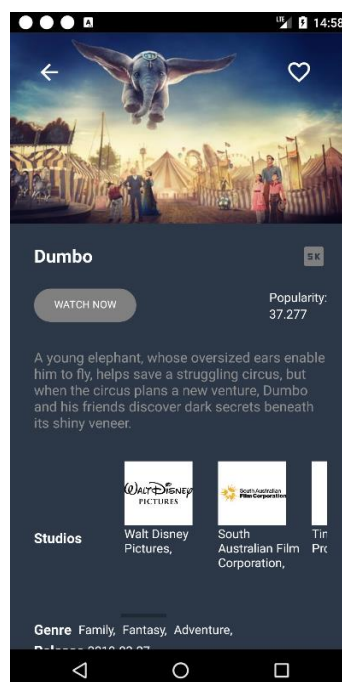 LTE 14:58
Dumbo
5K
WATCH NOW
Popularity:
37.277
A young elephant, whose oversized ears enable
him to fly, helps save a struggling circus, but
when the circus plans a new venture, Dumbo
and his friends discover dark secrets beneath
its shiny veneer.
WALT DISNEY
PICTURES
South Australian
Film Corporation
Studios
Walt Disney
Pictures,
South
Australian Film
Corporation,
Genre Family, Fantasy, Adventure,